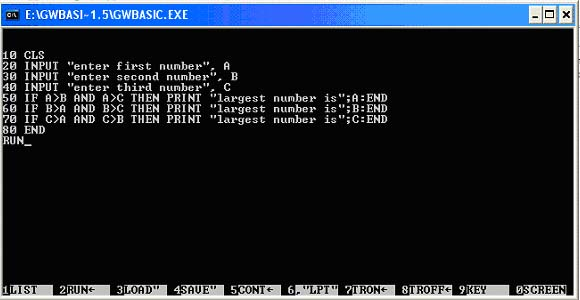 E:\GWBASI~1.5\GWBASIC.EXE
10 CLS
20 INPUT "enter first number", A
30 INPUT "enter second number", B
40 INPUT "enter third number", C
50 IF A>B AND A>C THEN PRINT "largest number is";A:END
60 IF B>A AND B>C THEN PRINT "largest number is";B:END
70 IF C>A AND C>B THEN PRINT "largest number is";C:END
80 END
RUN_
1LIST 2RUN← 3LOAD" 4SAVE" 5CONT← 6,"LPT" 7TRON← 8TROFF← 9KEY 0SCREEN